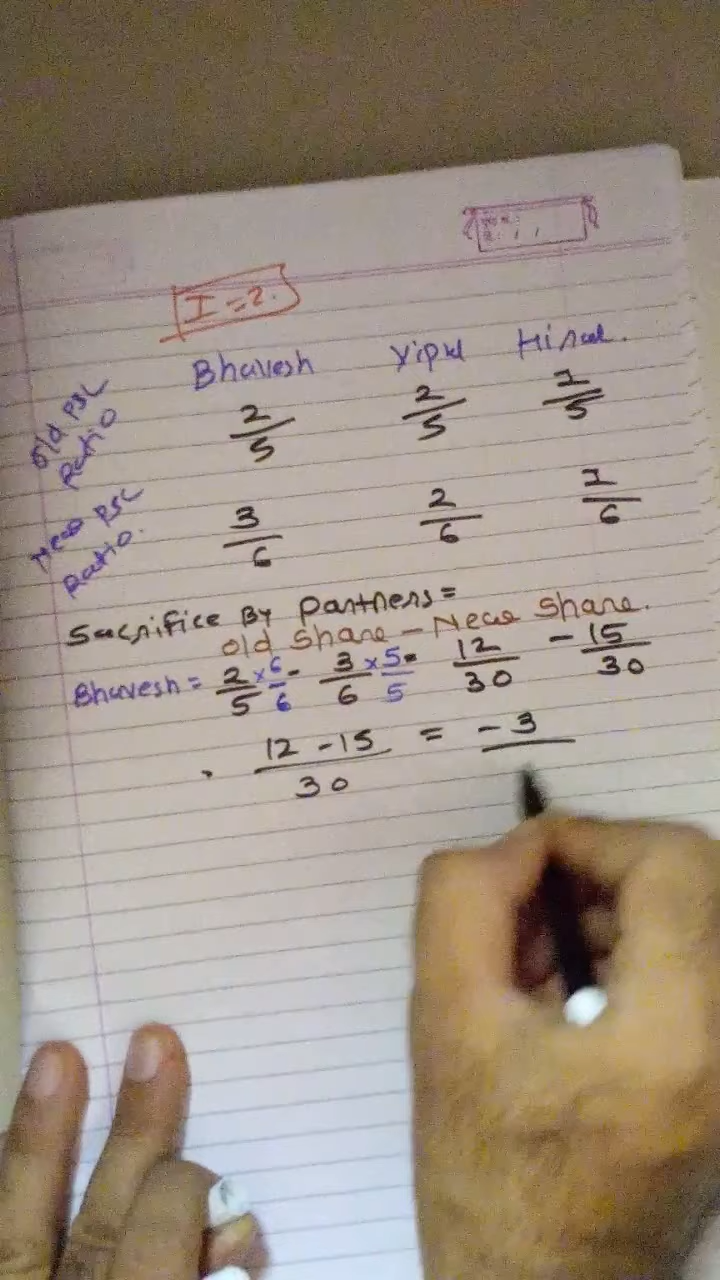 I = 2.
Bhavesh Vipul Hinal.
Old PSL Ratio 2/5 2/5 1/5
New PSL Ratio. 3/6 2/6 1/6
Sacrifice By Partners =
Old Share - New Share.
Bhavesh = 2/5 × 6/6 - 3/6 × 5/5 = 12/30 - 15/30
12 - 15/30 = - 3